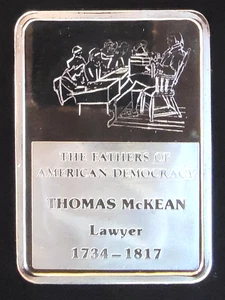 THE FATHERS OF
AMERICAN DEMOCRACY
THOMAS McKEAN
Lawyer
1734–1817